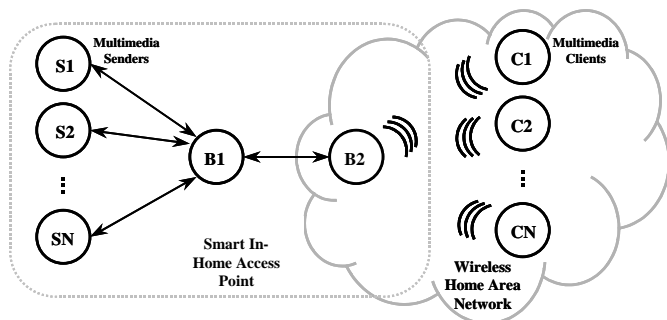 S1
Multimedia
Senders
S2
⋮
SN
B1
B2
Smart In-
Home Access
Point
C1
Multimedia
Clients
C2
⋮
CN
Wireless
Home Area
Network